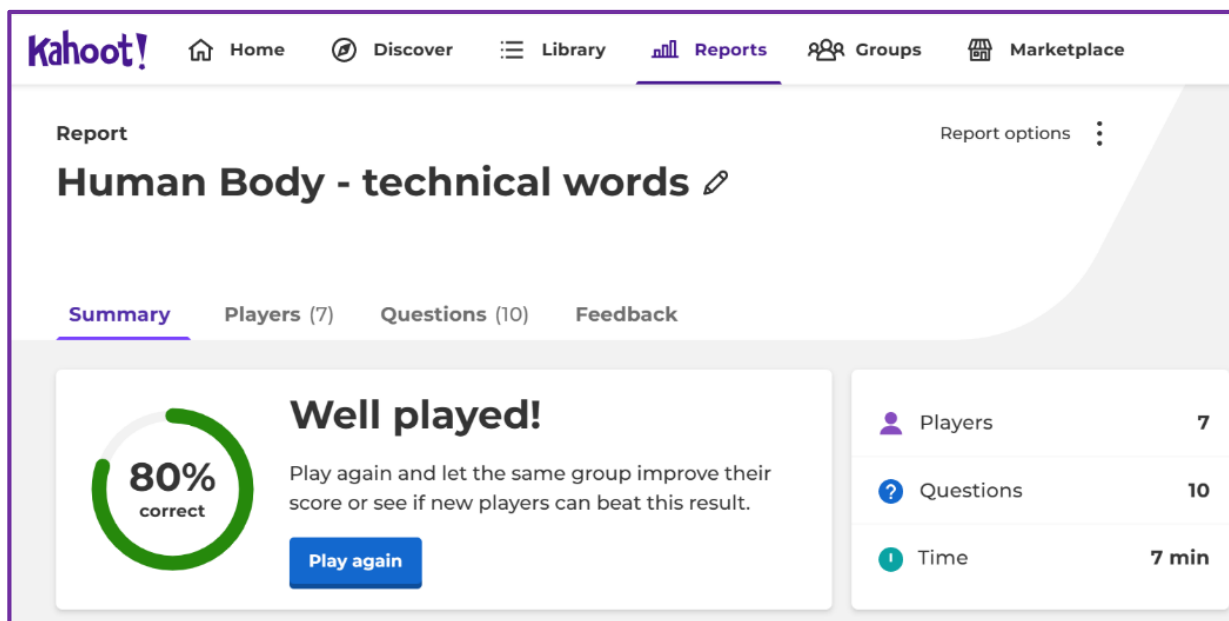 Kahoot! Home Discover Library Reports Groups Marketplace
Report
Report options
Human Body - technical words
Summary Players (7) Questions (10) Feedback
80%
correct
Well played!
Play again and let the same group improve their
score or see if new players can beat this result.
Play again
Players 7
? Questions 10
Time 7 min